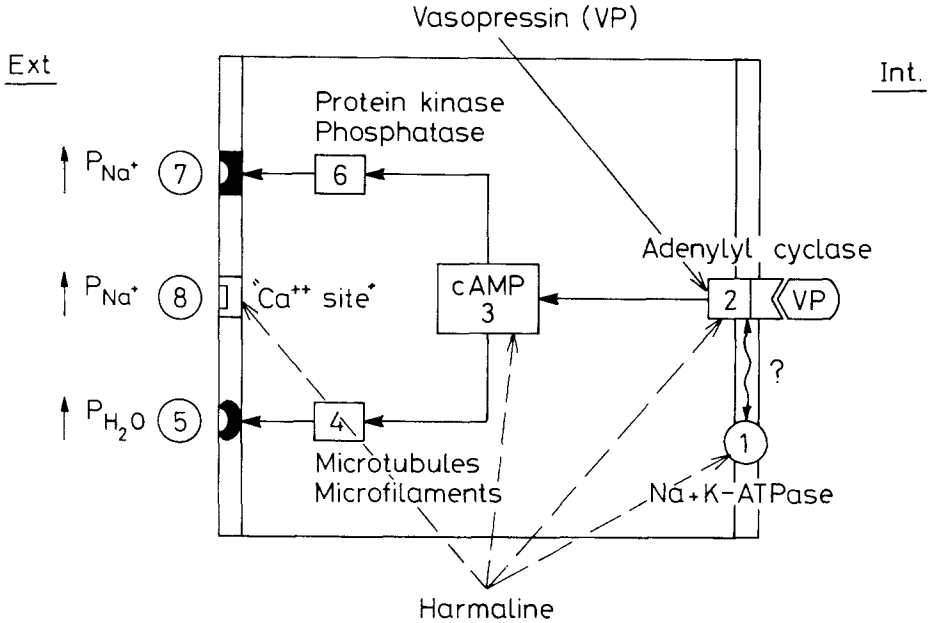 Vasopressin (VP)
Ext
Int.
Protein kinase
Phosphatase
↑ PNa+ 7
6
Adenylyl cyclase
↑ PNa+ 8
"Ca++ site"
cAMP
3
2
VP
?
↑ PH2O 5
4
1
Microtubules
Microfilaments
Na+K-ATPase
Harmaline